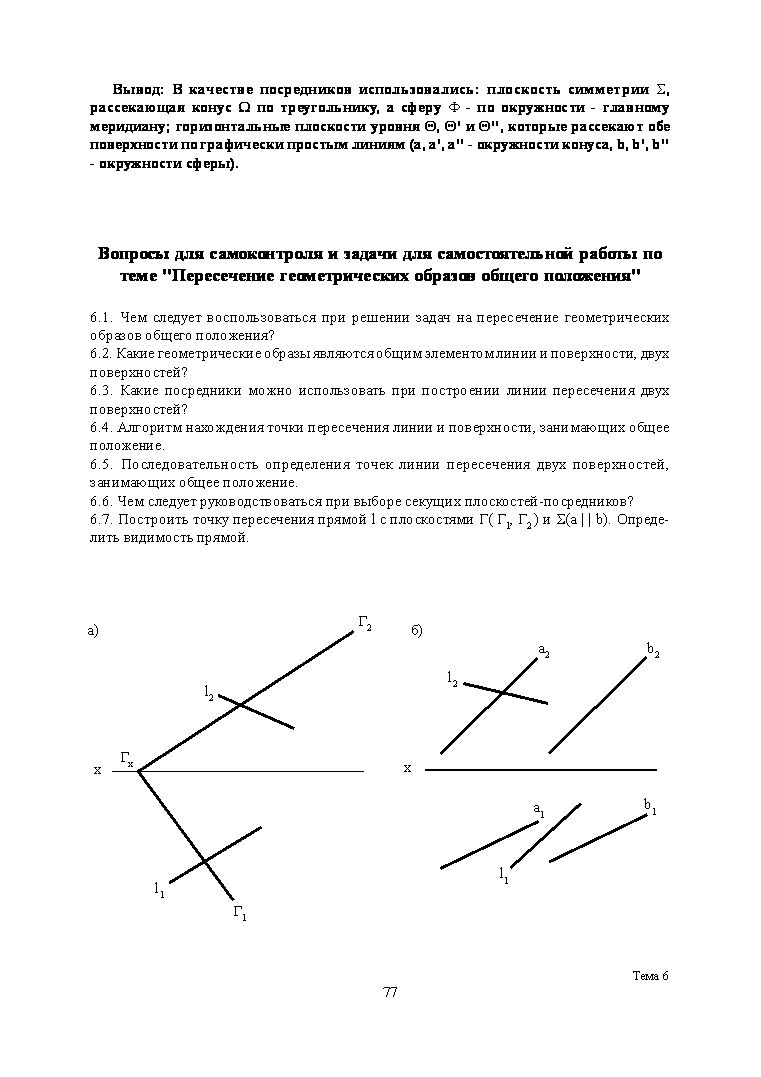 Вывод: В качестве посредников использовались: плоскость симметрии Σ,
рассекающая конус Ω по треугольнику, а сферу Φ - по окружности - главному
меридиану; горизонтальные плоскости уровня Θ, Θ' и Θ", которые рассекают обе
поверхности по графически простым линиям (a, a', a" - окружности конуса, b, b', b"
- окружности сферы).
Вопросы для самоконтроля и задачи для самостоятельной работы по
теме "Пересечение геометрических образов общего положения"
6.1. Чем следует воспользоваться при решении задач на пересечение геометрических
образов общего положения?
6.2. Какие геометрические образы являются общим элементом линии и поверхности, двух
поверхностей?
6.3. Какие посредники можно использовать при построении линии пересечения двух
поверхностей?
6.4. Алгоритм нахождения точки пересечения линии и поверхности, занимающих общее
положение.
6.5. Последовательность определения точек линии пересечения двух поверхностей,
занимающих общее положение.
6.6. Чем следует руководствоваться при выборе секущих плоскостей-посредников?
6.7. Построить точку пересечения прямой l с плоскостями Γ( Γ₁, Γ₂ ) и Σ(a | | b). Опреде-
лить видимость прямой.
а)
Γ₂
l₂
Γₓ
x
l₁
Γ₁
б)
a₂
b₂
l₂
x
a₁
b₁
l₁
Тема 6
77